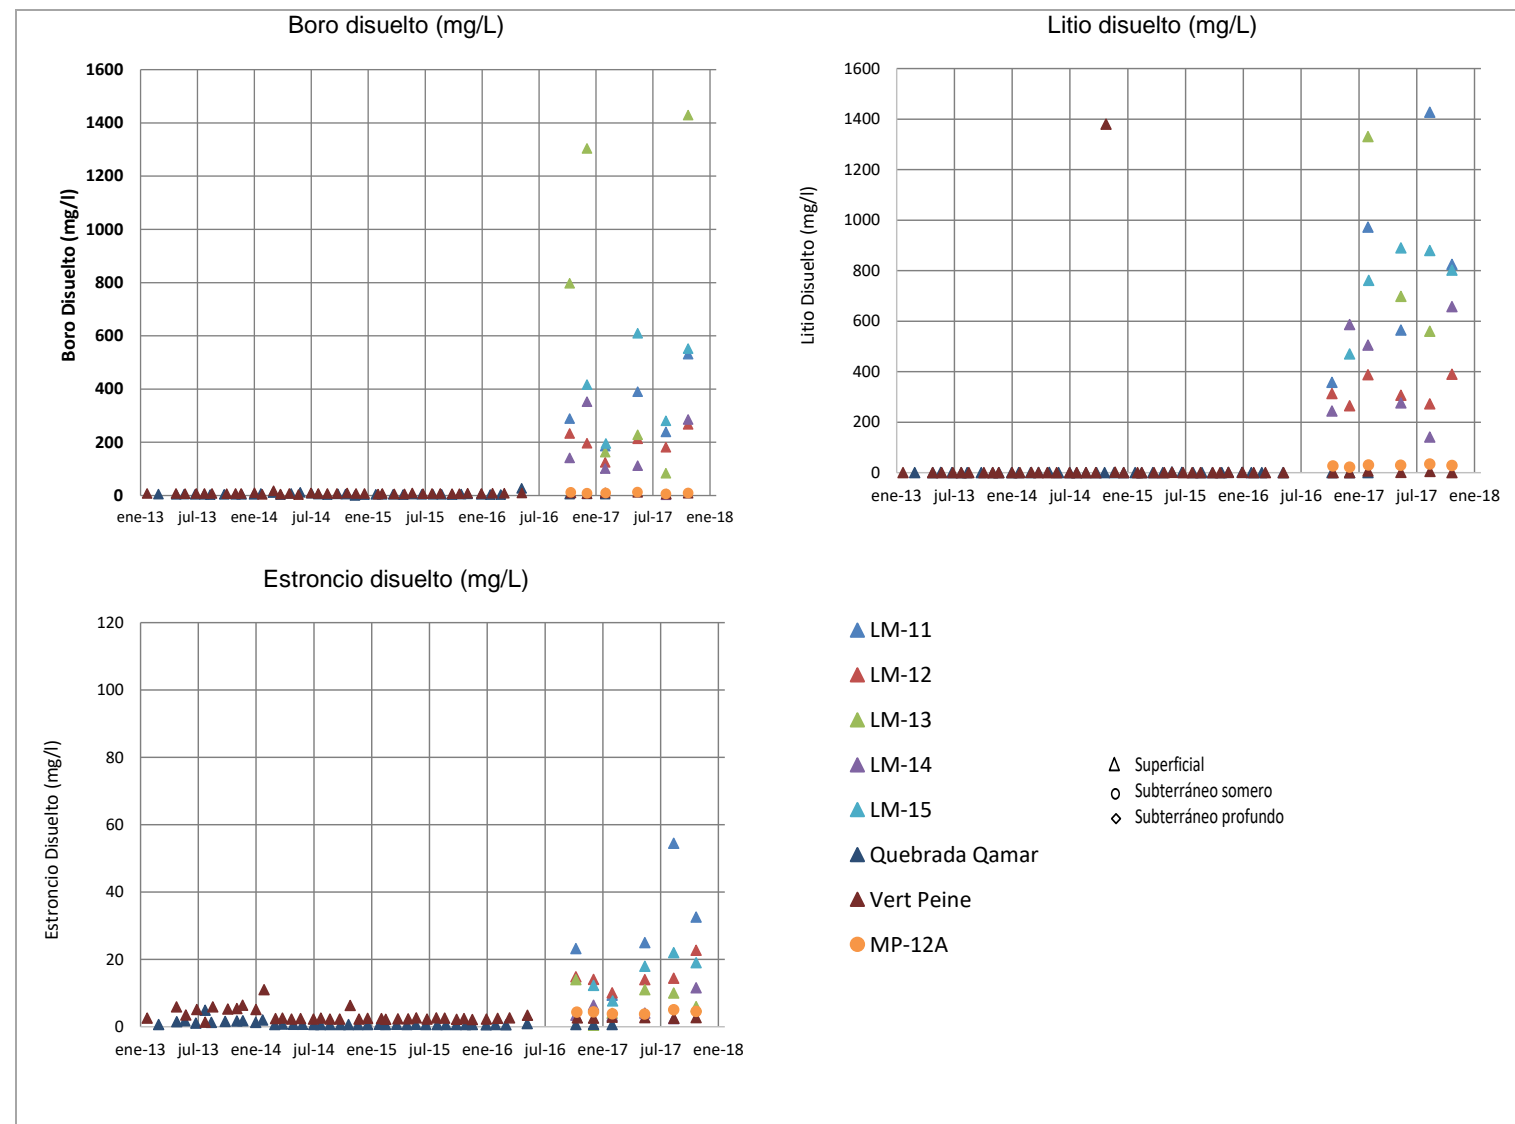 Boro disuelto (mg/L)
Boro Disuelto (mg/l)
1600
1400
1200
1000
800
600
400
200
0
ene-13 jul-13 ene-14 jul-14 ene-15 jul-15 ene-16 jul-16 ene-17 jul-17 ene-18
Litio disuelto (mg/L)
Litio Disuelto (mg/l)
1600
1400
1200
1000
800
600
400
200
0
ene-13 jul-13 ene-14 jul-14 ene-15 jul-15 ene-16 jul-16 ene-17 jul-17 ene-18
Estroncio disuelto (mg/L)
Estroncio Disuelto (mg/l)
120
100
80
60
40
20
0
ene-13 jul-13 ene-14 jul-14 ene-15 jul-15 ene-16 jul-16 ene-17 jul-17 ene-18
LM-11
LM-12
LM-13
LM-14
LM-15
Quebrada Qamar
Vert Peine
MP-12A
Superficial
Subterráneo somero
Subterráneo profundo